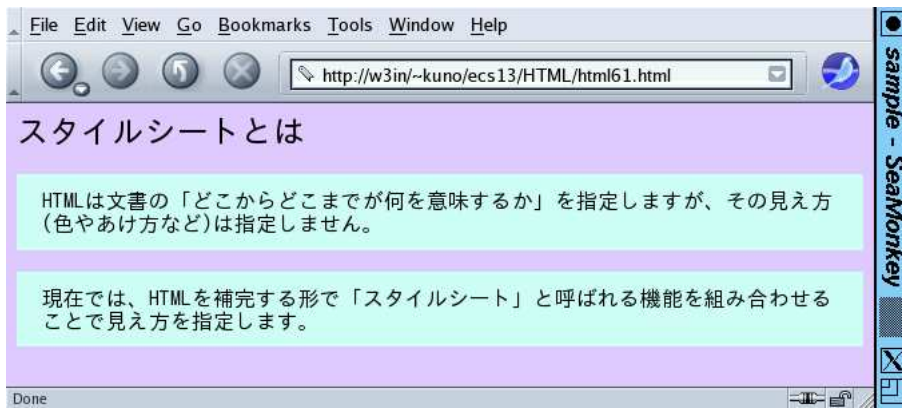 File Edit View Go Bookmarks Tools Window Help
http://w3in/~kuno/ecs13/HTML/html61.html
スタイルシートとは
HTMLは文書の「どこからどこまでが何を意味するか」を指定しますが、その見え方
(色やあけ方など)は指定しません。
現在では、HTMLを補完する形で「スタイルシート」と呼ばれる機能を組み合わせる
ことで見え方を指定します。
Done
sample - SeaMonkey